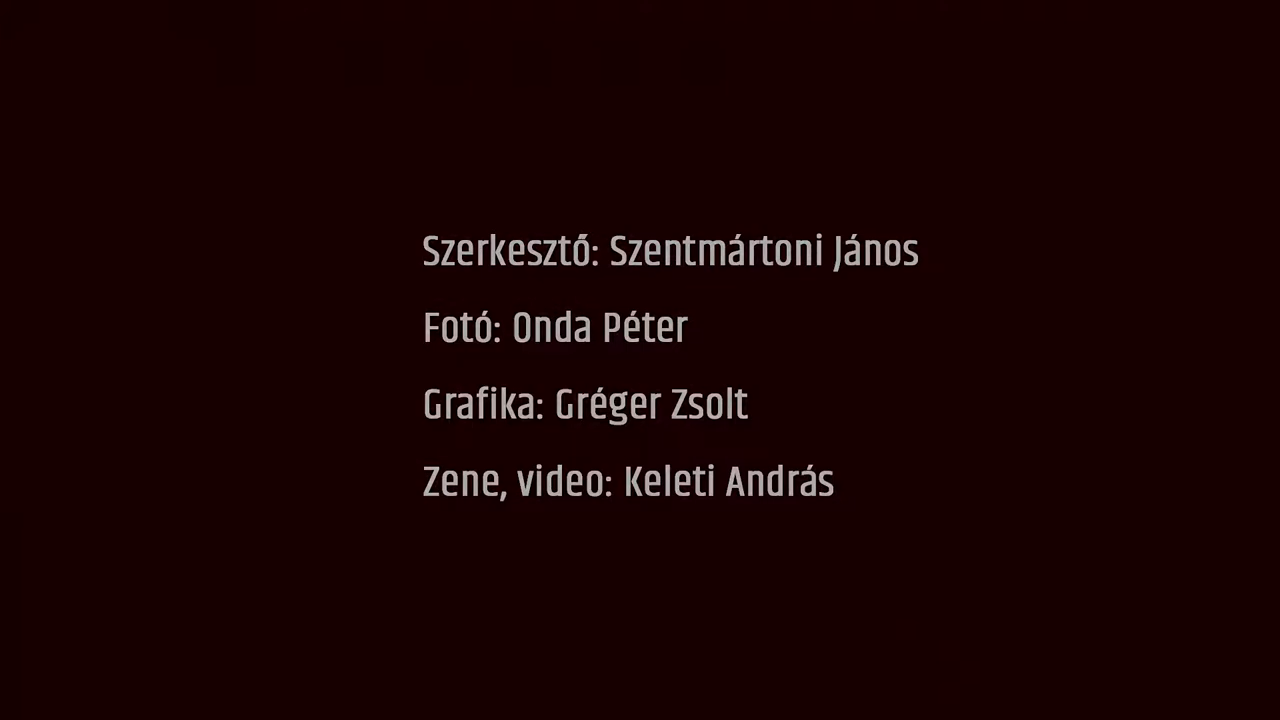 Szerkesztő: Szentmártoni János
Fotó: Onda Péter
Grafika: Gréger Zsolt
Zene, video: Keleti András